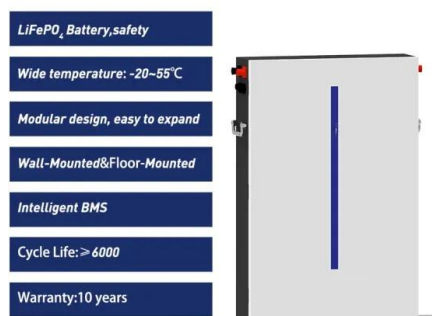 LiFePO₄ Battery,safety
Wide temperature: -20~55℃
Modular design, easy to expand
Wall-Mounted&Floor-Mounted
Intelligent BMS
Cycle Life:≥6000
Warranty:10 years